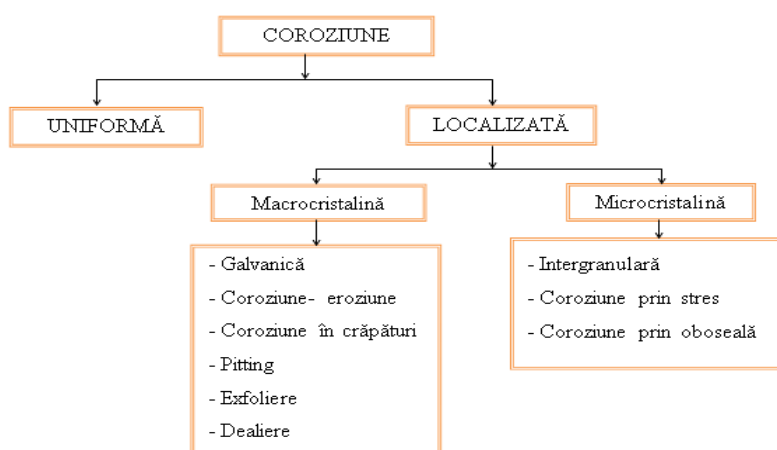 COROZIUNE
UNIFORMĂ
LOCALIZATĂ
Macrocristalină
Microcristalină
- Galvanică
- Coroziune- eroziune
- Coroziune în crăpături
- Pitting
- Exfoliere
- Dealiere
- Intergranulară
- Coroziune prin stres
- Coroziune prin oboseală